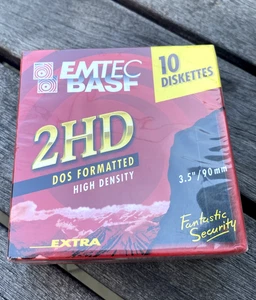 EMTEC
BASF
10
DISKETTES
2HD
DOS FORMATTED
HIGH DENSITY
3.5"/90mm
Fantastic
Security
EXTRA